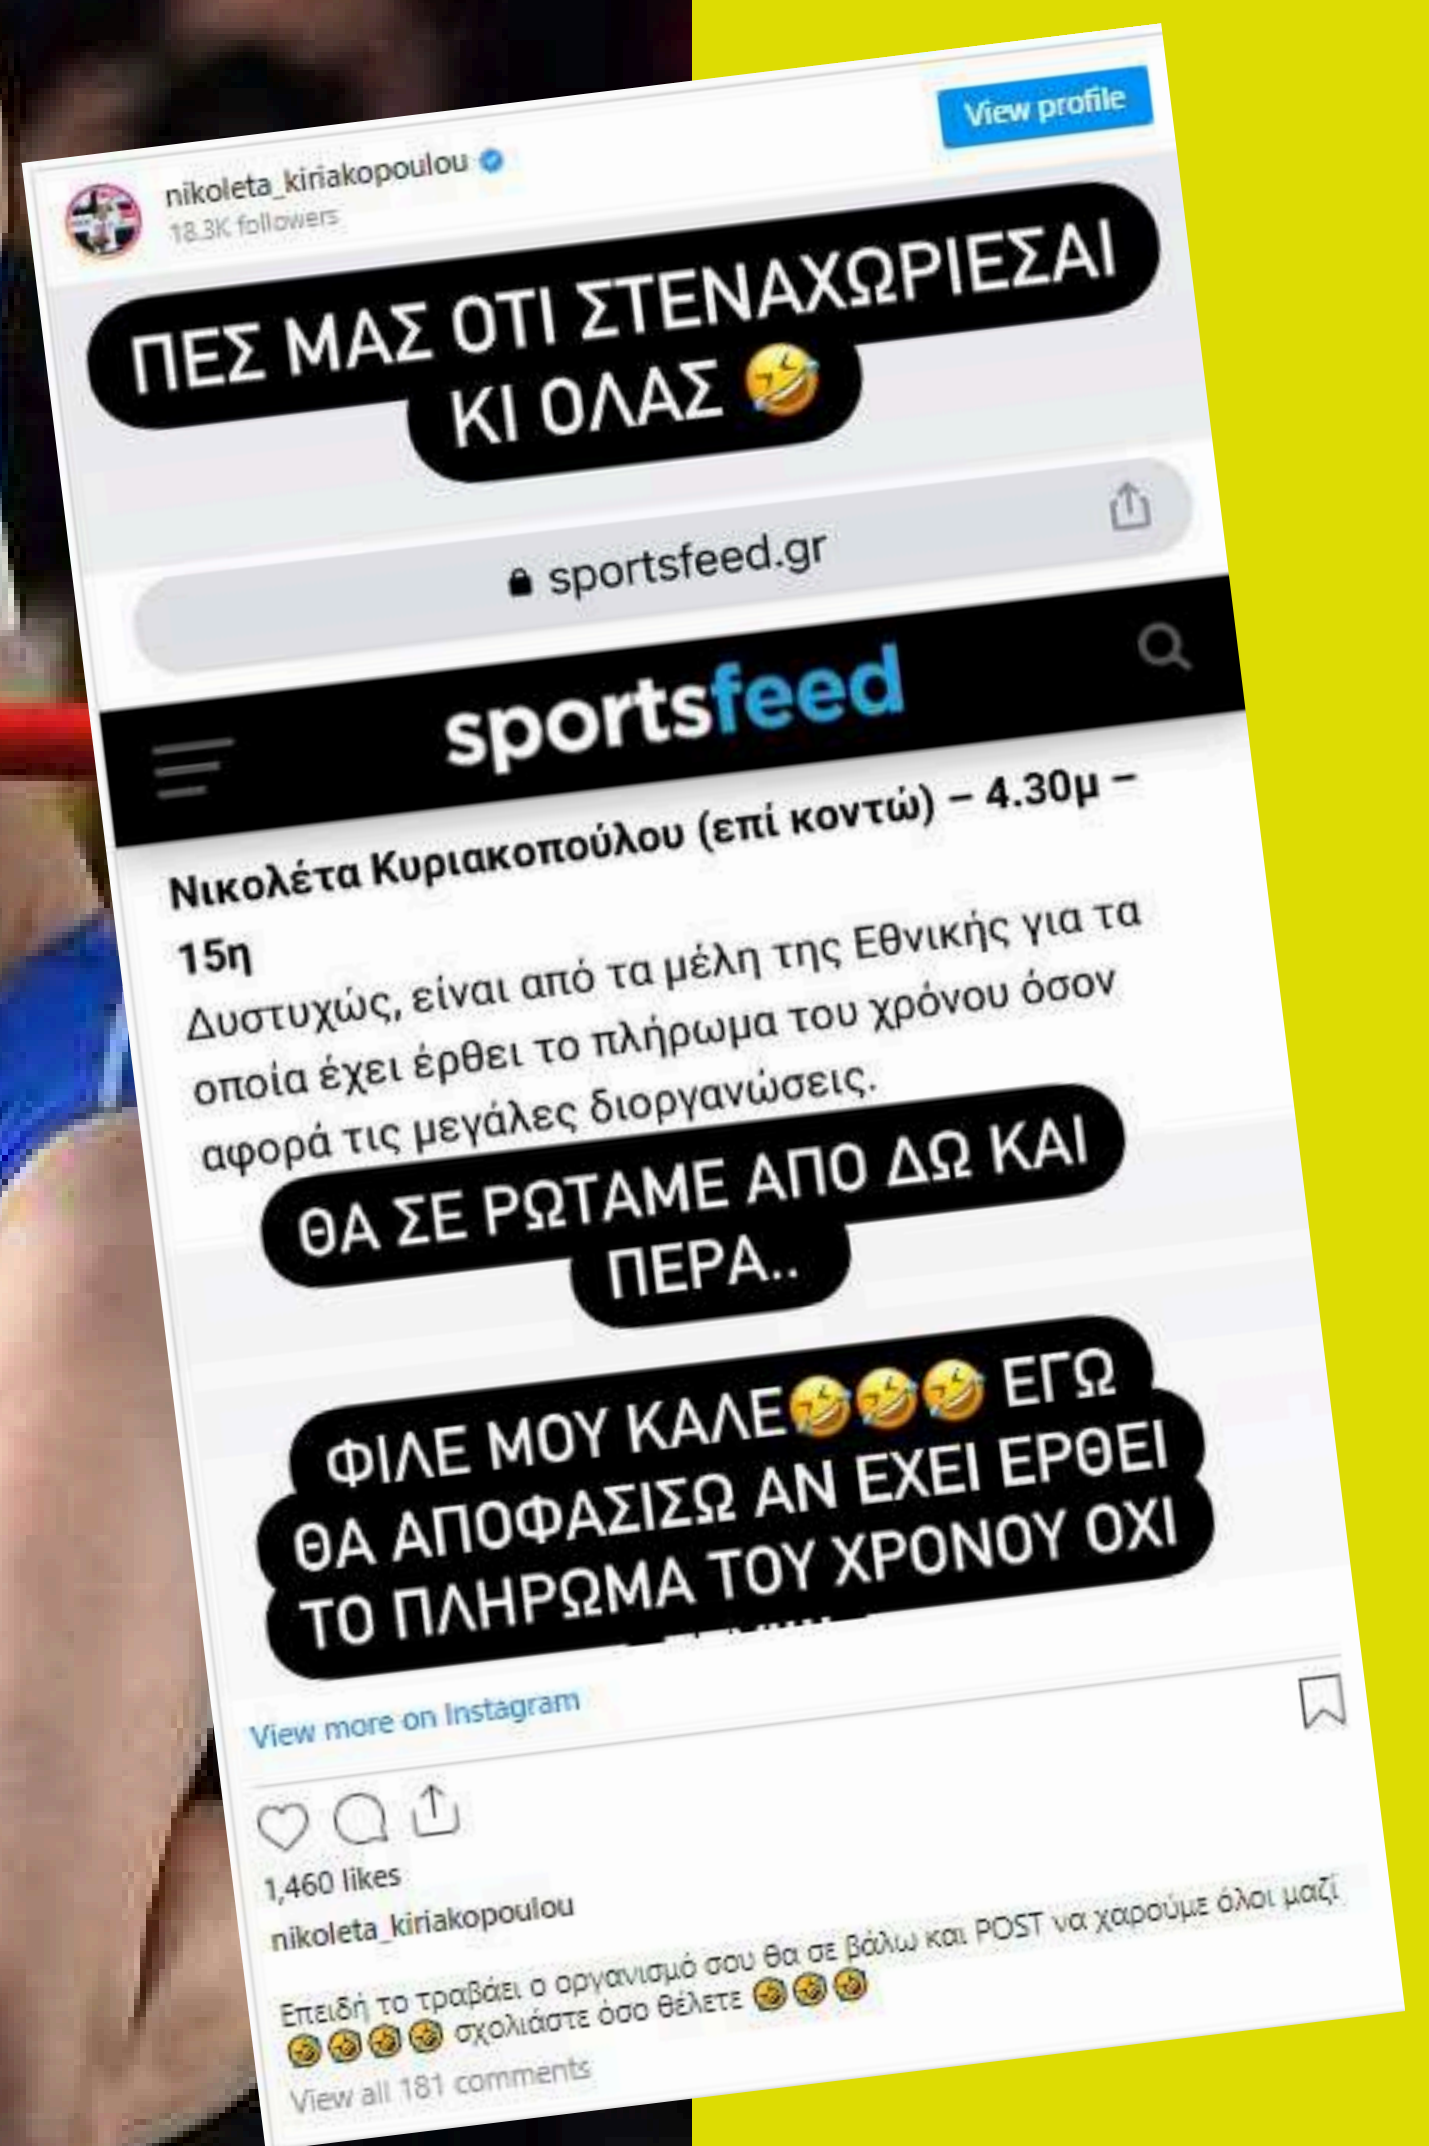 nikoleta_kiriakopoulou
18.3K followers
View profile
ΠΕΣ ΜΑΣ ΟΤΙ ΣΤΕΝΑΧΩΡΙΕΣΑΙ
ΚΙ ΟΛΑΣ 🤣
sportsfeed.gr
sportsfeed
Νικολέτα Κυριακοπούλου (επί κοντώ) – 4.30μ –
15η
Δυστυχώς, είναι από τα μέλη της Εθνικής για τα
οποία έχει έρθει το πλήρωμα του χρόνου όσον
αφορά τις μεγάλες διοργανώσεις.
ΘΑ ΣΕ ΡΩΤΑΜΕ ΑΠΟ ΔΩ ΚΑΙ
ΠΕΡΑ..
ΦΙΛΕ ΜΟΥ ΚΑΛΕ🤣🤣🤣 ΕΓΩ
ΘΑ ΑΠΟΦΑΣΙΣΩ ΑΝ ΕΧΕΙ ΕΡΘΕΙ
ΤΟ ΠΛΗΡΩΜΑ ΤΟΥ ΧΡΟΝΟΥ ΟΧΙ
View more on Instagram
1,460 likes
nikoleta_kiriakopoulou
Επειδή το τραβάει ο οργανισμό σου θα σε βάλω και POST να χαρούμε όλοι μαζί
🤣🤣🤣🤣 σχολιάστε όσο θέλετε 🤣🤣🤣
View all 181 comments